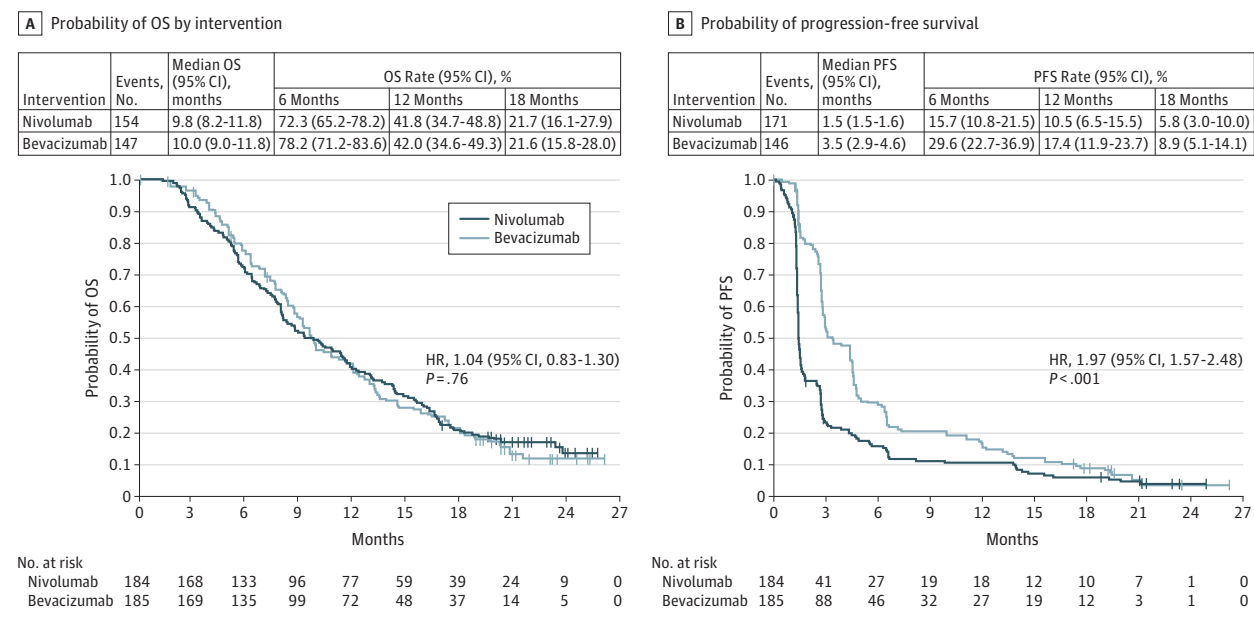 A Probability of OS by intervention
Intervention Events, No. Median OS (95% CI), months OS Rate (95% CI), %
6 Months 12 Months 18 Months
Nivolumab 154 9.8 (8.2-11.8) 72.3 (65.2-78.2) 41.8 (34.7-48.8) 21.7 (16.1-27.9)
Bevacizumab 147 10.0 (9.0-11.8) 78.2 (71.2-83.6) 42.0 (34.6-49.3) 21.6 (15.8-28.0)
Probability of OS
1.0
0.9
0.8
0.7
0.6
0.5
0.4
0.3
0.2
0.1
0
Nivolumab
Bevacizumab
HR, 1.04 (95% CI, 0.83-1.30)
P=.76
0 3 6 9 12 15 18 21 24 27
Months
No. at risk
Nivolumab 184 168 133 96 77 59 39 24 9 0
Bevacizumab 185 169 135 99 72 48 37 14 5 0
B Probability of progression-free survival
Intervention Events, No. Median PFS (95% CI), months PFS Rate (95% CI), %
6 Months 12 Months 18 Months
Nivolumab 171 1.5 (1.5-1.6) 15.7 (10.8-21.5) 10.5 (6.5-15.5) 5.8 (3.0-10.0)
Bevacizumab 146 3.5 (2.9-4.6) 29.6 (22.7-36.9) 17.4 (11.9-23.7) 8.9 (5.1-14.1)
Probability of PFS
1.0
0.9
0.8
0.7
0.6
0.5
0.4
0.3
0.2
0.1
0
HR, 1.97 (95% CI, 1.57-2.48)
P<.001
0 3 6 9 12 15 18 21 24 27
Months
No. at risk
Nivolumab 184 41 27 19 18 12 10 7 1 0
Bevacizumab 185 88 46 32 27 19 12 3 1 0